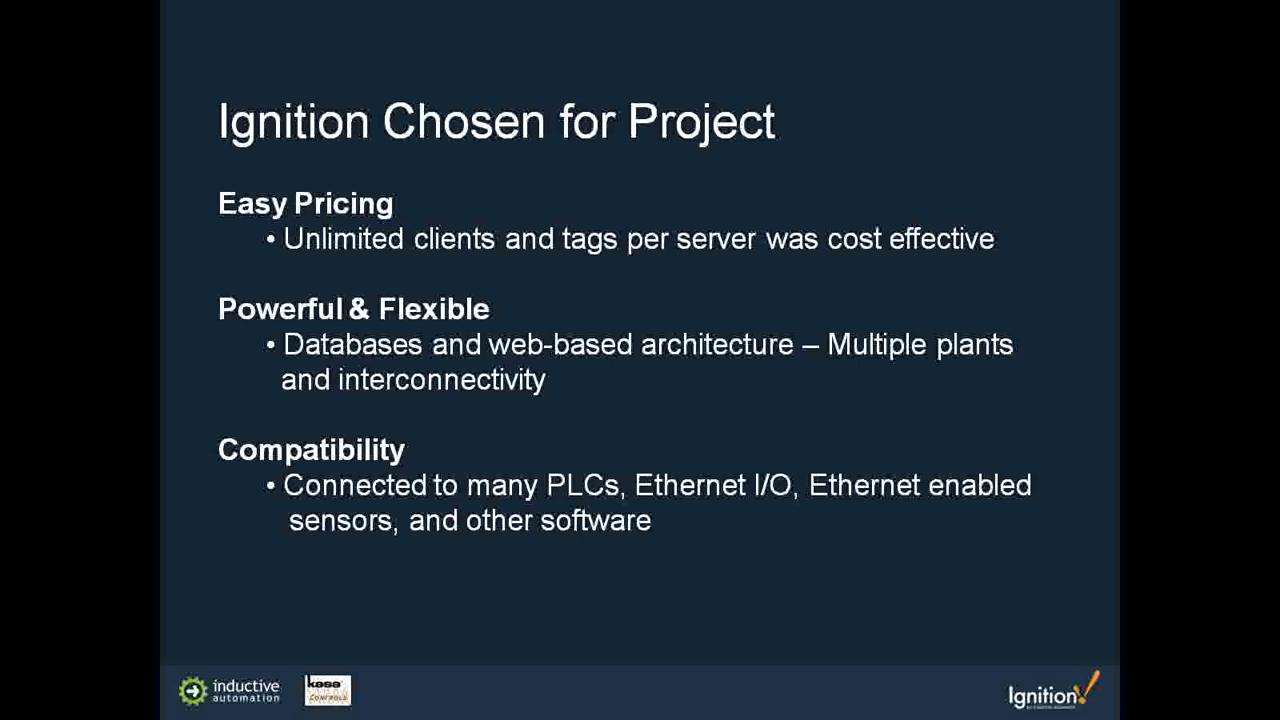 Ignition Chosen for Project
Easy Pricing
• Unlimited clients and tags per server was cost effective
Powerful & Flexible
• Databases and web-based architecture – Multiple plants
and interconnectivity
Compatibility
• Connected to many PLCs, Ethernet I/O, Ethernet enabled
sensors, and other software
inductive
automation
kasa
CONTROLS
Ignition!